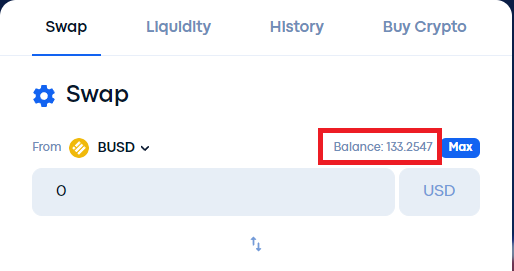 Swap Liquidity History Buy Crypto
Swap
From BUSD Balance: 133.2547 Max
0 USD